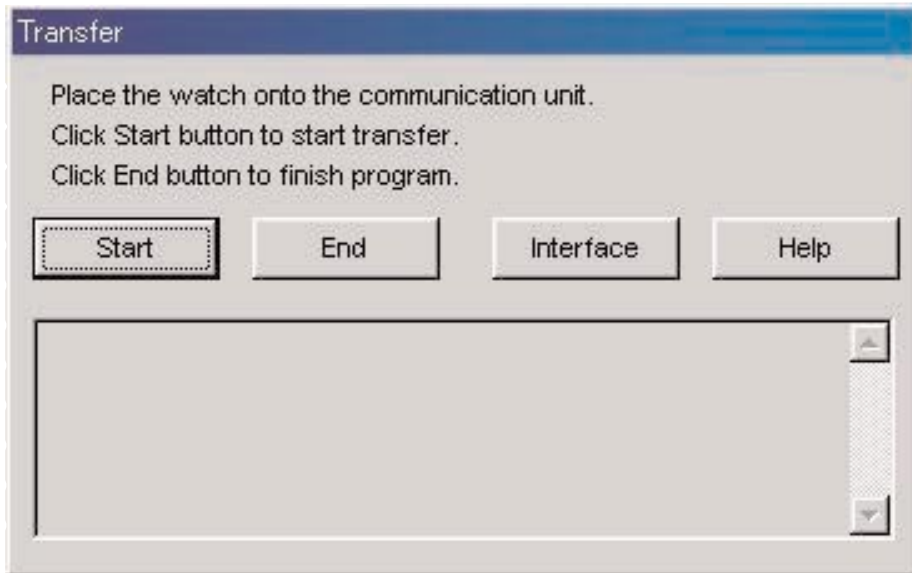 Transfer
Place the watch onto the communication unit.
Click Start button to start transfer.
Click End button to finish program.
Start End Interface Help